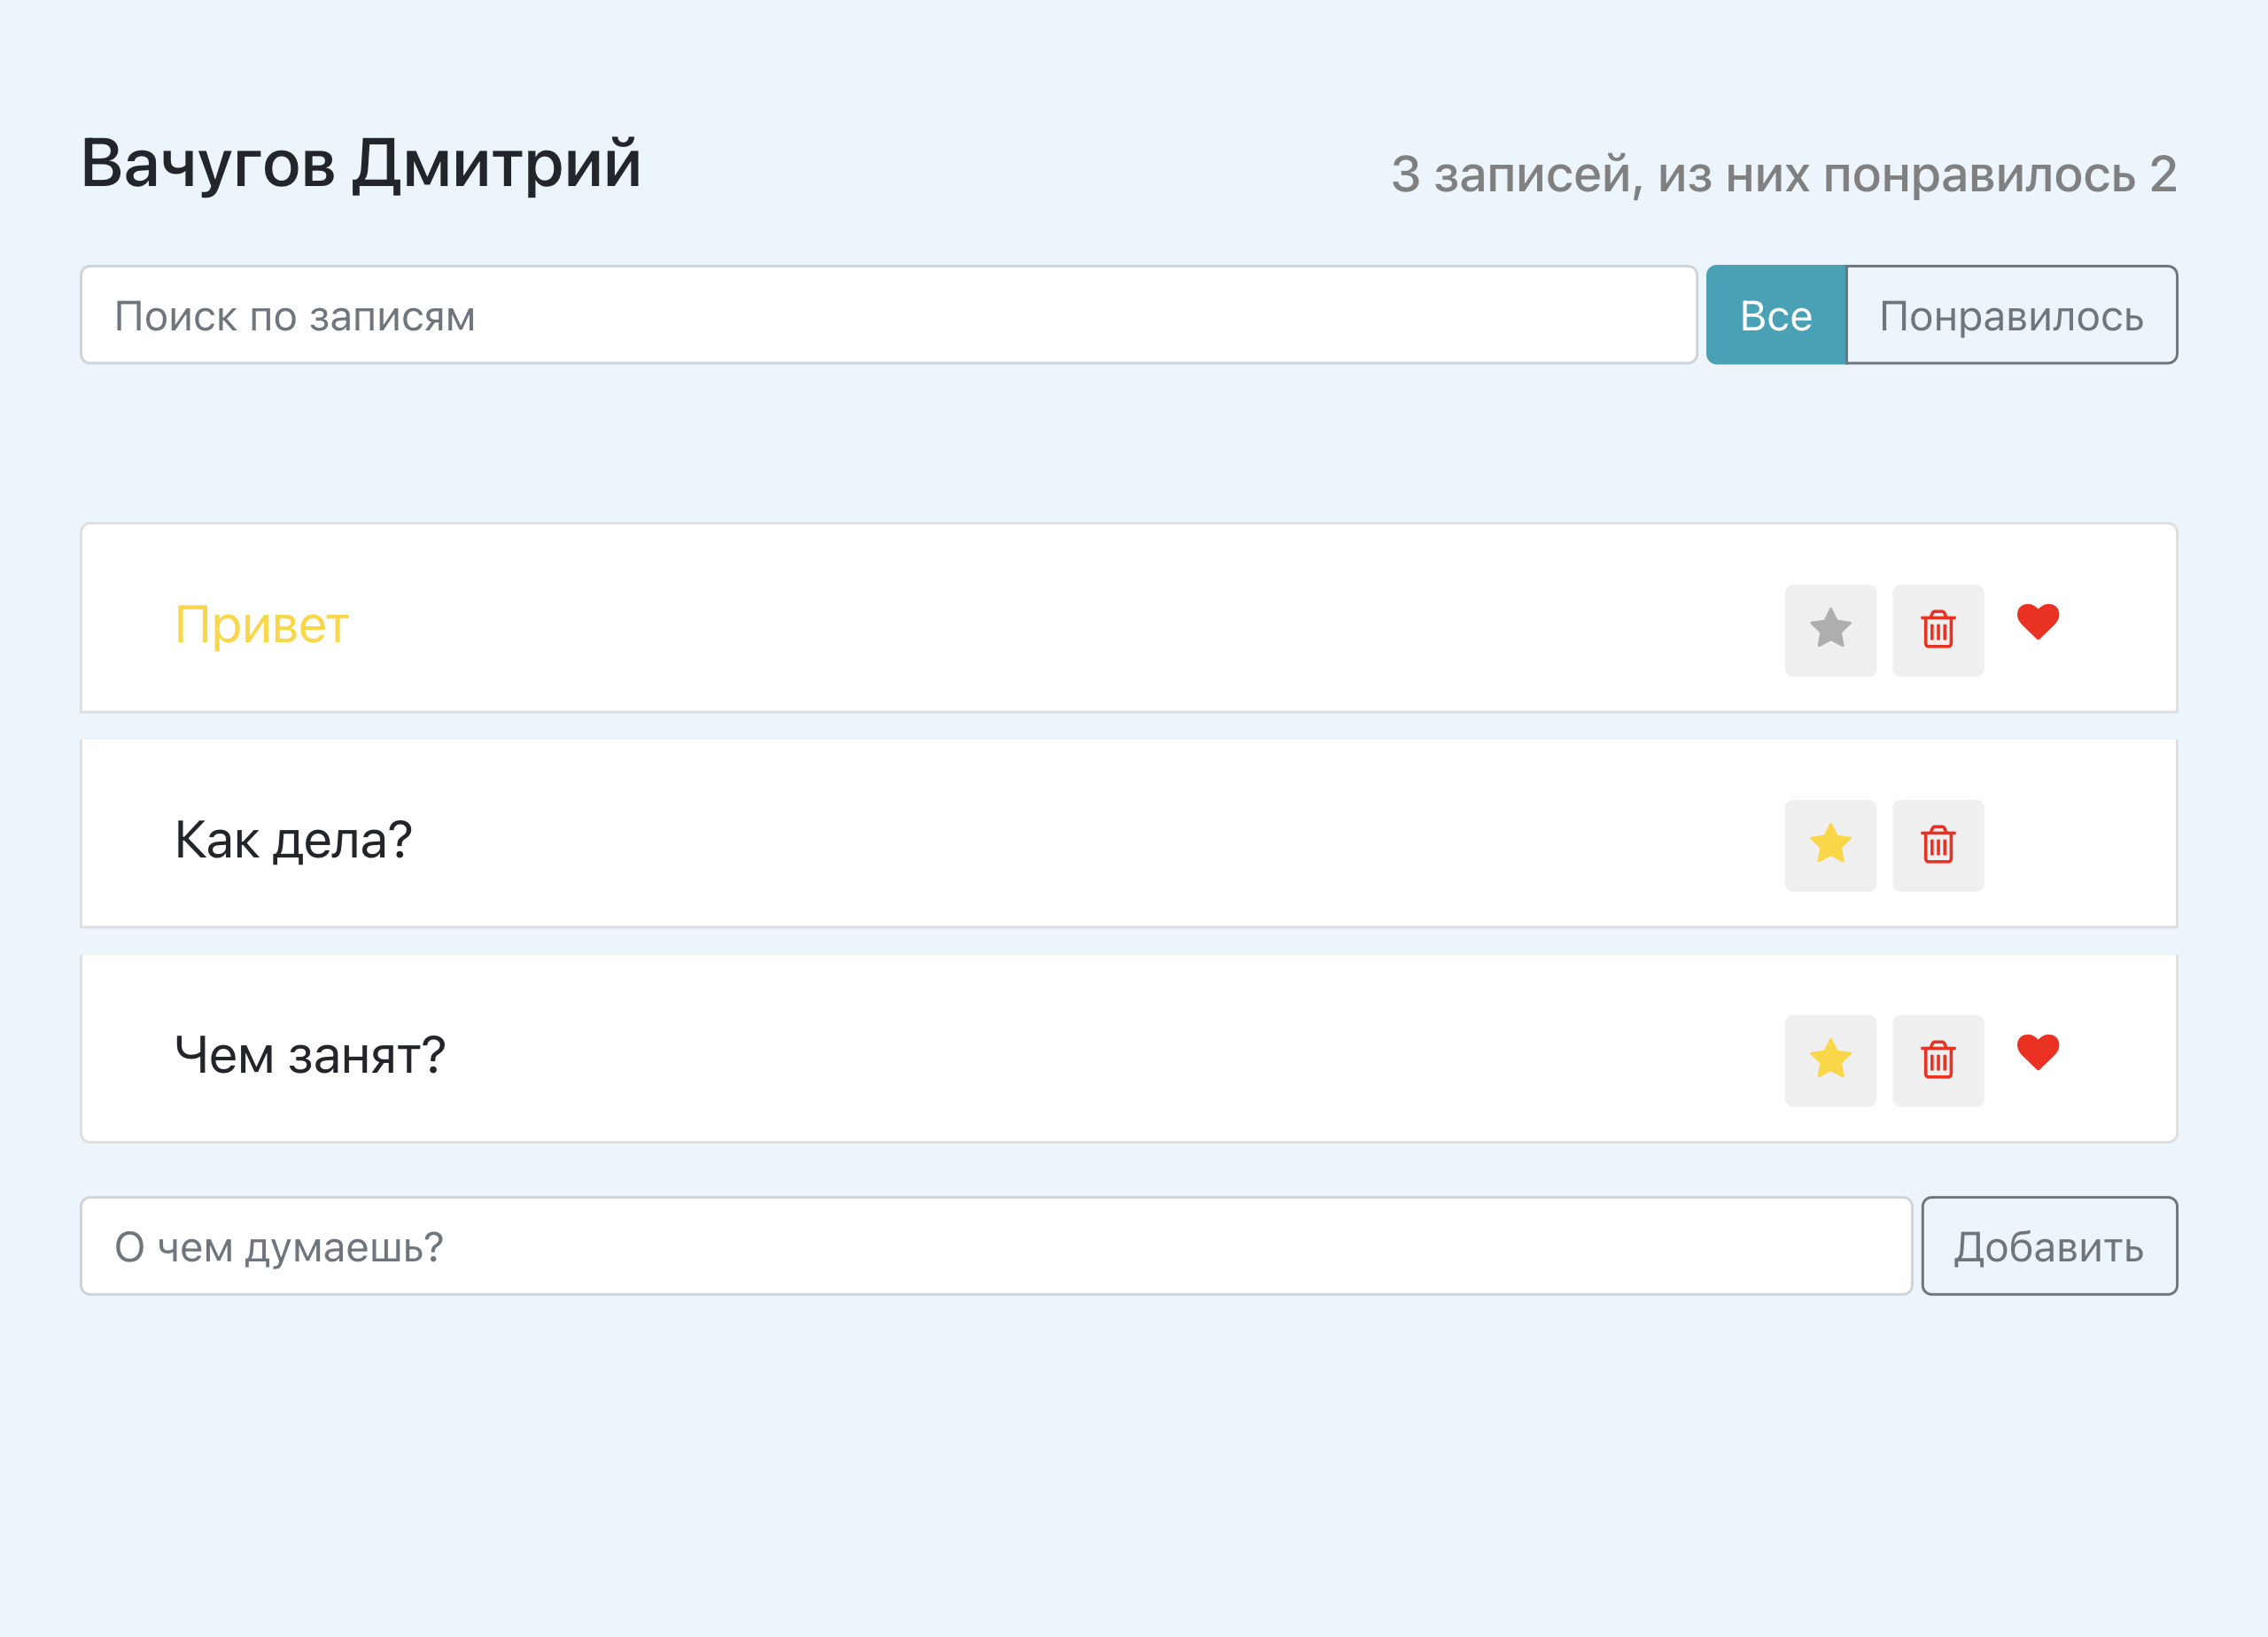 Вачугов Дмитрий
3 записей, из них понравилось 2
Поиск по записям
Все
Понравилось
Привет
Как дела?
Чем занят?
О чем думаешь?
Добавить